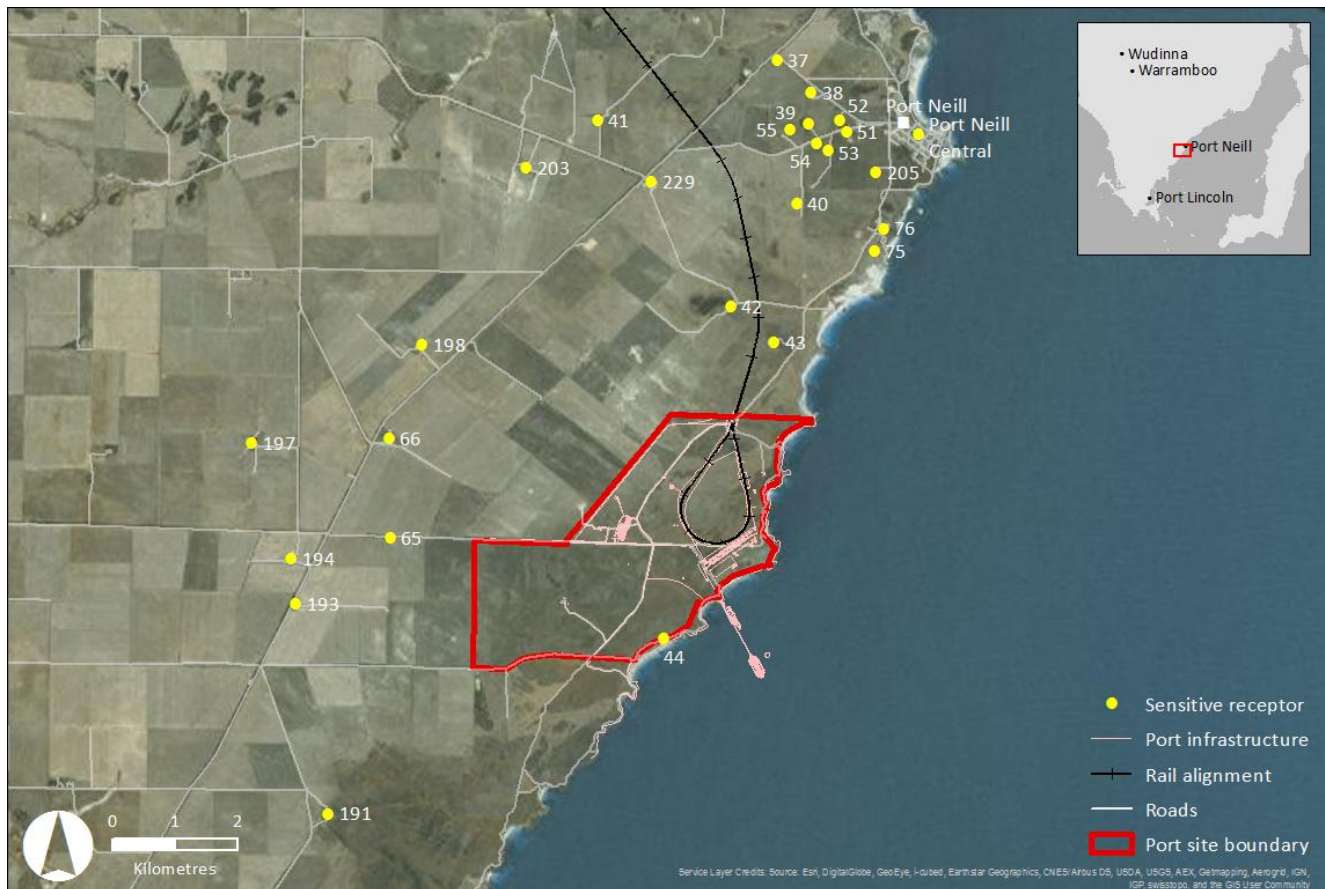 Wudinna
Warramboo
Port Neill
Port Lincoln
37
38
52
Port Neill
39
41
55
51
Port Neill
Central
54
53
203
229
205
40
76
75
42
43
198
66
197
65
194
193
44
191
Sensitive receptor
Port infrastructure
Rail alignment
Roads
Port site boundary
0 1 2
Kilometres
Service Layer Credits: Source: Esri, DigitalGlobe, GeoEye, i-cubed, Earthstar Geographics, CNES/Airbus DS, USDA, USGS, AEX, Getmapping, Aerogrid, IGN,
IGP, swisstopo, and the GIS User Community